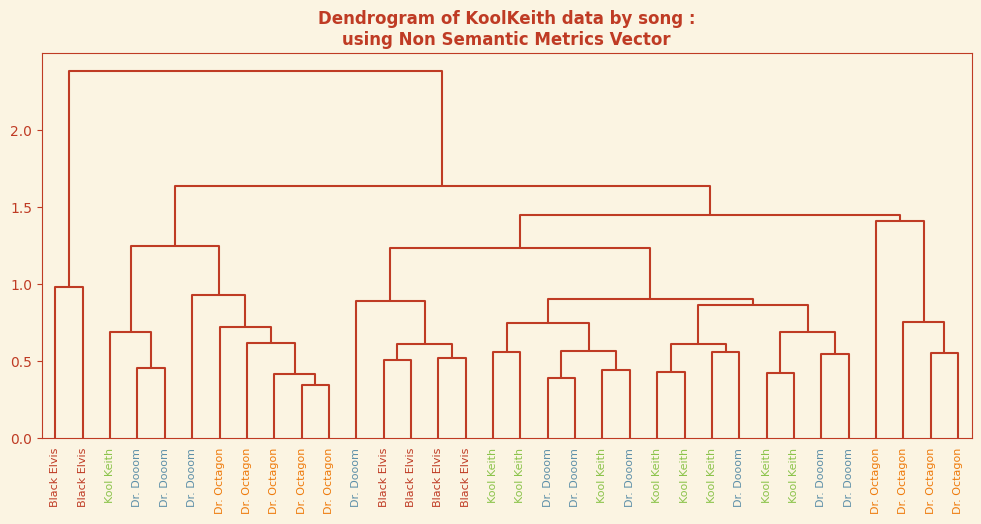 Dendrogram of KoolKeith data by song :
using Non Semantic Metrics Vector
2.0
1.5
1.0
0.5
0.0
Black Elvis
Black Elvis
Kool Keith
Dr. Dooom
Dr. Dooom
Dr. Dooom
Dr. Octagon
Dr. Octagon
Dr. Octagon
Dr. Octagon
Dr. Octagon
Dr. Dooom
Black Elvis
Black Elvis
Black Elvis
Black Elvis
Kool Keith
Kool Keith
Dr. Dooom
Dr. Dooom
Kool Keith
Dr. Dooom
Kool Keith
Kool Keith
Kool Keith
Dr. Dooom
Kool Keith
Kool Keith
Dr. Dooom
Dr. Dooom
Dr. Octagon
Dr. Octagon
Dr. Octagon
Dr. Octagon